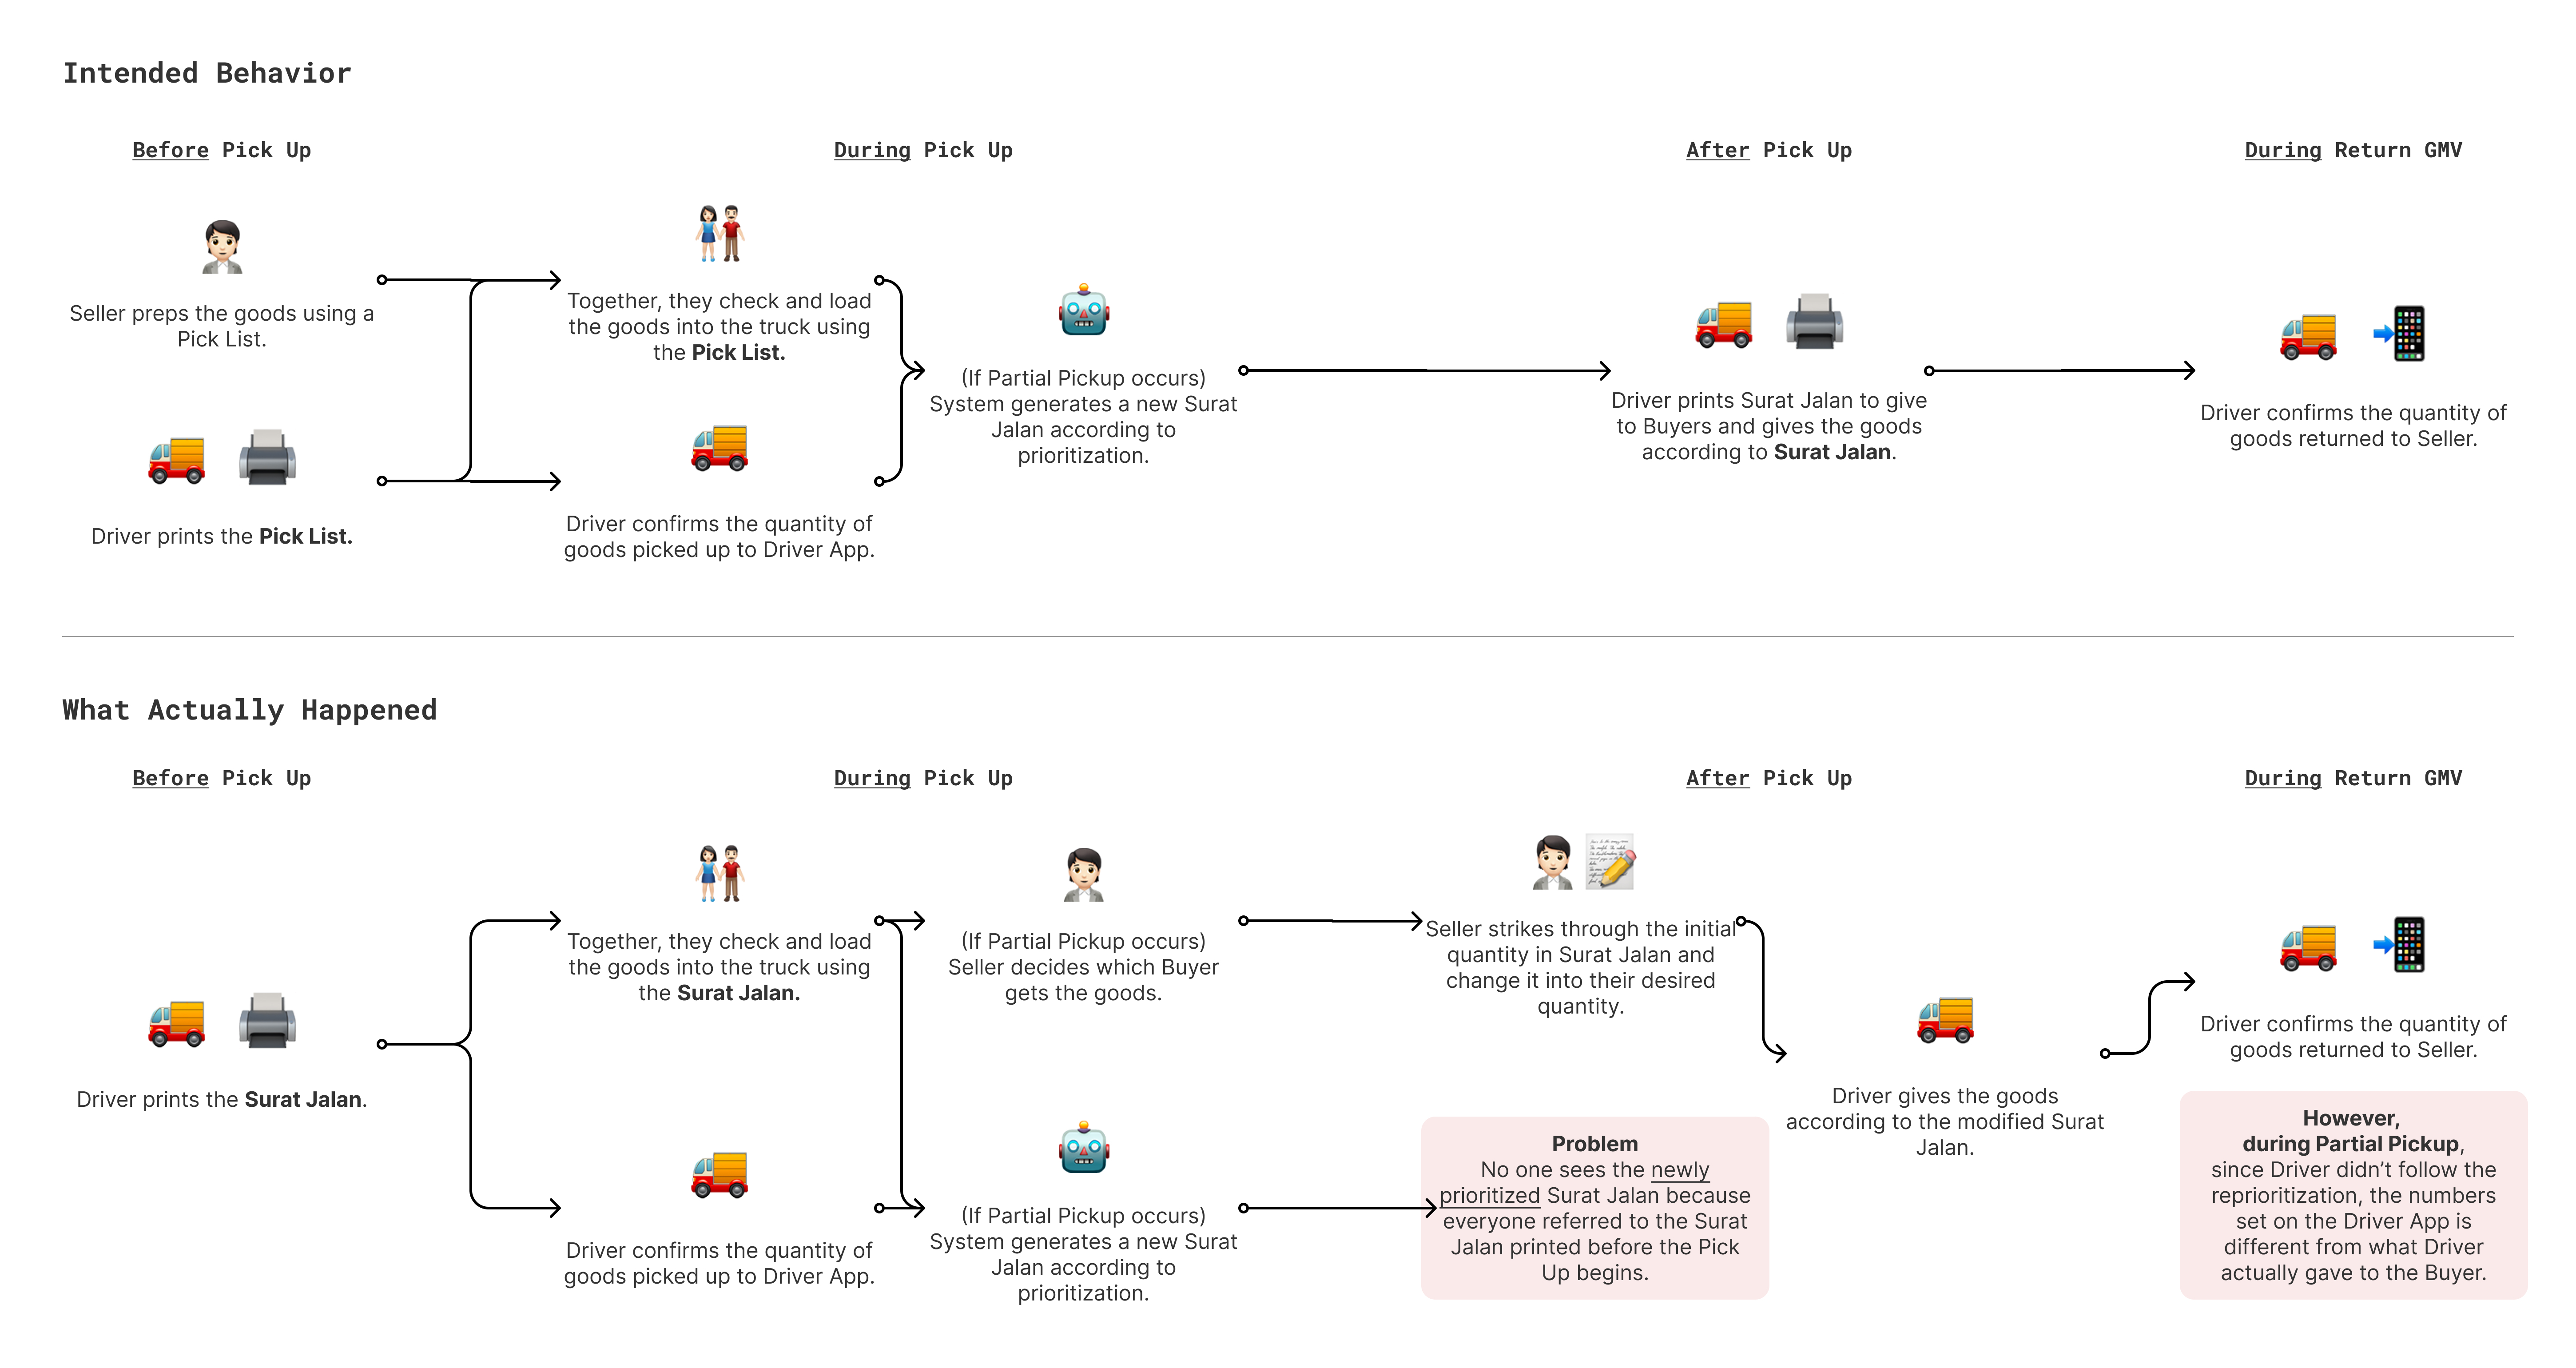 Intended Behavior
Before Pick Up
During Pick Up
After Pick Up
During Return GMV
Seller preps the goods using a
Pick List.
Driver prints the Pick List.
Together, they check and load
the goods into the truck using
the Pick List.
Driver confirms the quantity of
goods picked up to Driver App.
(If Partial Pickup occurs)
System generates a new Surat
Jalan according to
prioritization.
Driver prints Surat Jalan to give
to Buyers and gives the goods
according to Surat Jalan.
Driver confirms the quantity of
goods returned to Seller.
What Actually Happened
Before Pick Up
During Pick Up
After Pick Up
During Return GMV
Driver prints the Surat Jalan.
Together, they check and load
the goods into the truck using
the Surat Jalan.
Driver confirms the quantity of
goods picked up to Driver App.
(If Partial Pickup occurs)
Seller decides which Buyer
gets the goods.
(If Partial Pickup occurs)
System generates a new Surat
Jalan according to
prioritization.
Seller strikes through the initial
quantity in Surat Jalan and
change it into their desired
quantity.
Problem
No one sees the newly
prioritized Surat Jalan because
everyone referred to the Surat
Jalan printed before the Pick
Up begins.
Driver gives the goods
according to the modified Surat
Jalan.
Driver confirms the quantity of
goods returned to Seller.
However,
during Partial Pickup,
since Driver didn’t follow the
reprioritization, the numbers
set on the Driver App is
different from what Driver
actually gave to the Buyer.